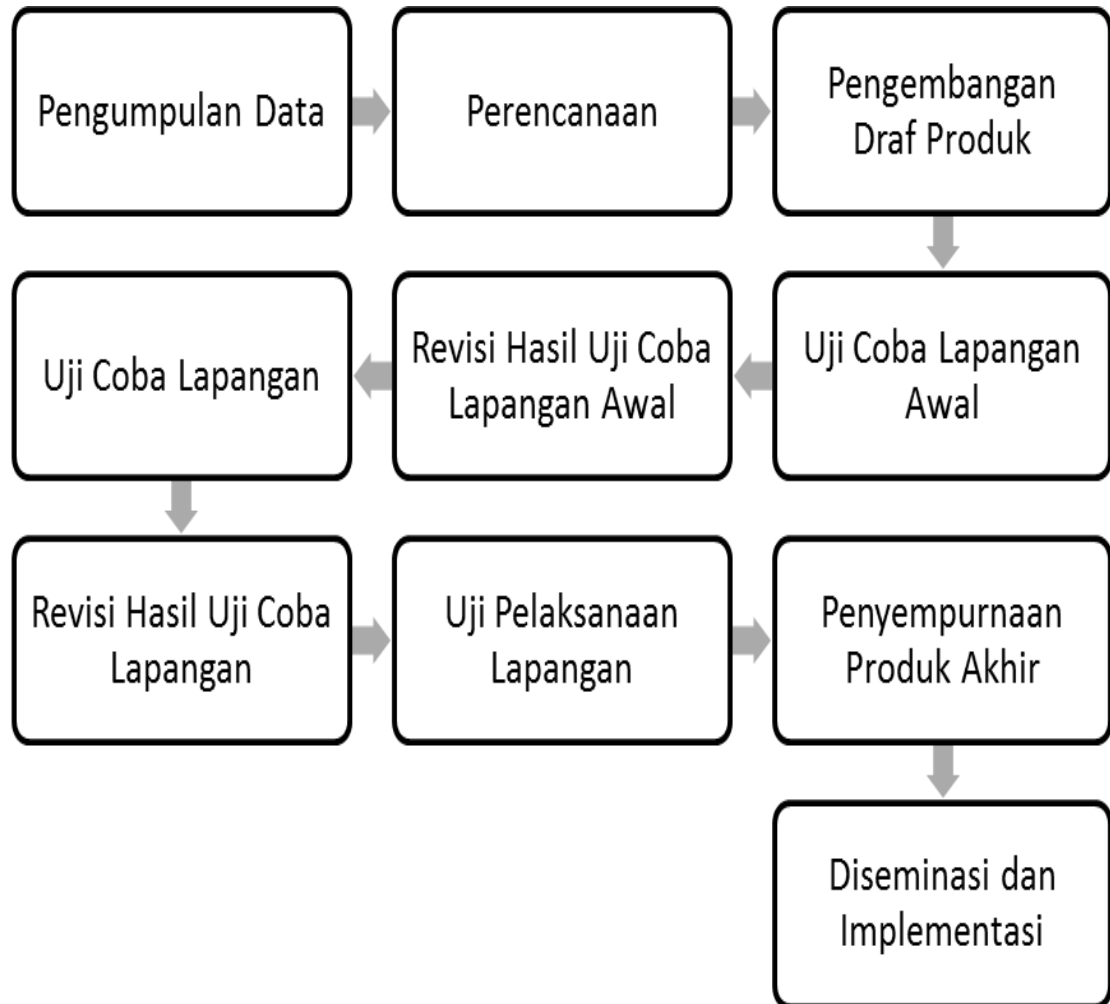 Pengumpulan Data
Perencanaan
Pengembangan
Draf Produk
Uji Coba Lapangan
Awal
Revisi Hasil Uji Coba
Lapangan Awal
Uji Coba Lapangan
Revisi Hasil Uji Coba
Lapangan
Uji Pelaksanaan
Lapangan
Penyempurnaan
Produk Akhir
Diseminasi dan
Implementasi